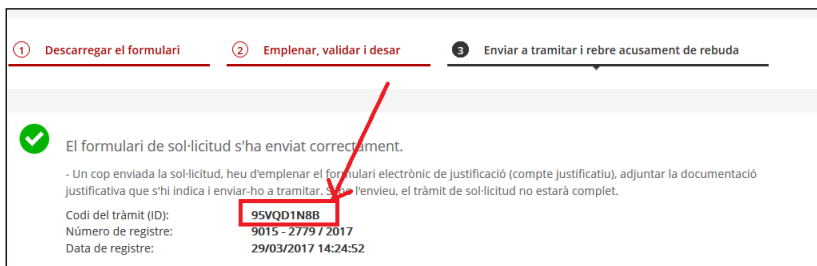 1 Descarregar el formulari 2 Emplenar, validar i desar 3 Enviar a tramitar i rebre acusament de rebuda
El formulari de sol·licitud s'ha enviat correctament.
- Un cop enviada la sol·licitud, heu d'emplenar el formulari electrònic de justificació (compte justificatiu), adjuntar la documentació
justificativa que s'hi indica i enviar-ho a tramitar. Si no l'envieu, el tràmit de sol·licitud no estarà complet.
Codi del tràmit (ID): 95VQD1N8B
Número de registre: 9015 - 2779 / 2017
Data de registre: 29/03/2017 14:24:52